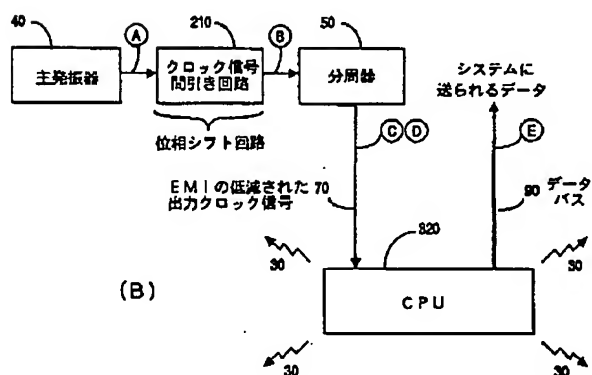 40
210
50
Ⓐ
Ⓑ
主発振器
クロック信号
間引き回路
分周器
位相シフト回路
システムに
送られるデータ
Ⓒ Ⓓ
Ⓔ
EMIの低減された
出力クロック信号
70
90
データ
バス
320
30
30
(B)
CPU
30
30